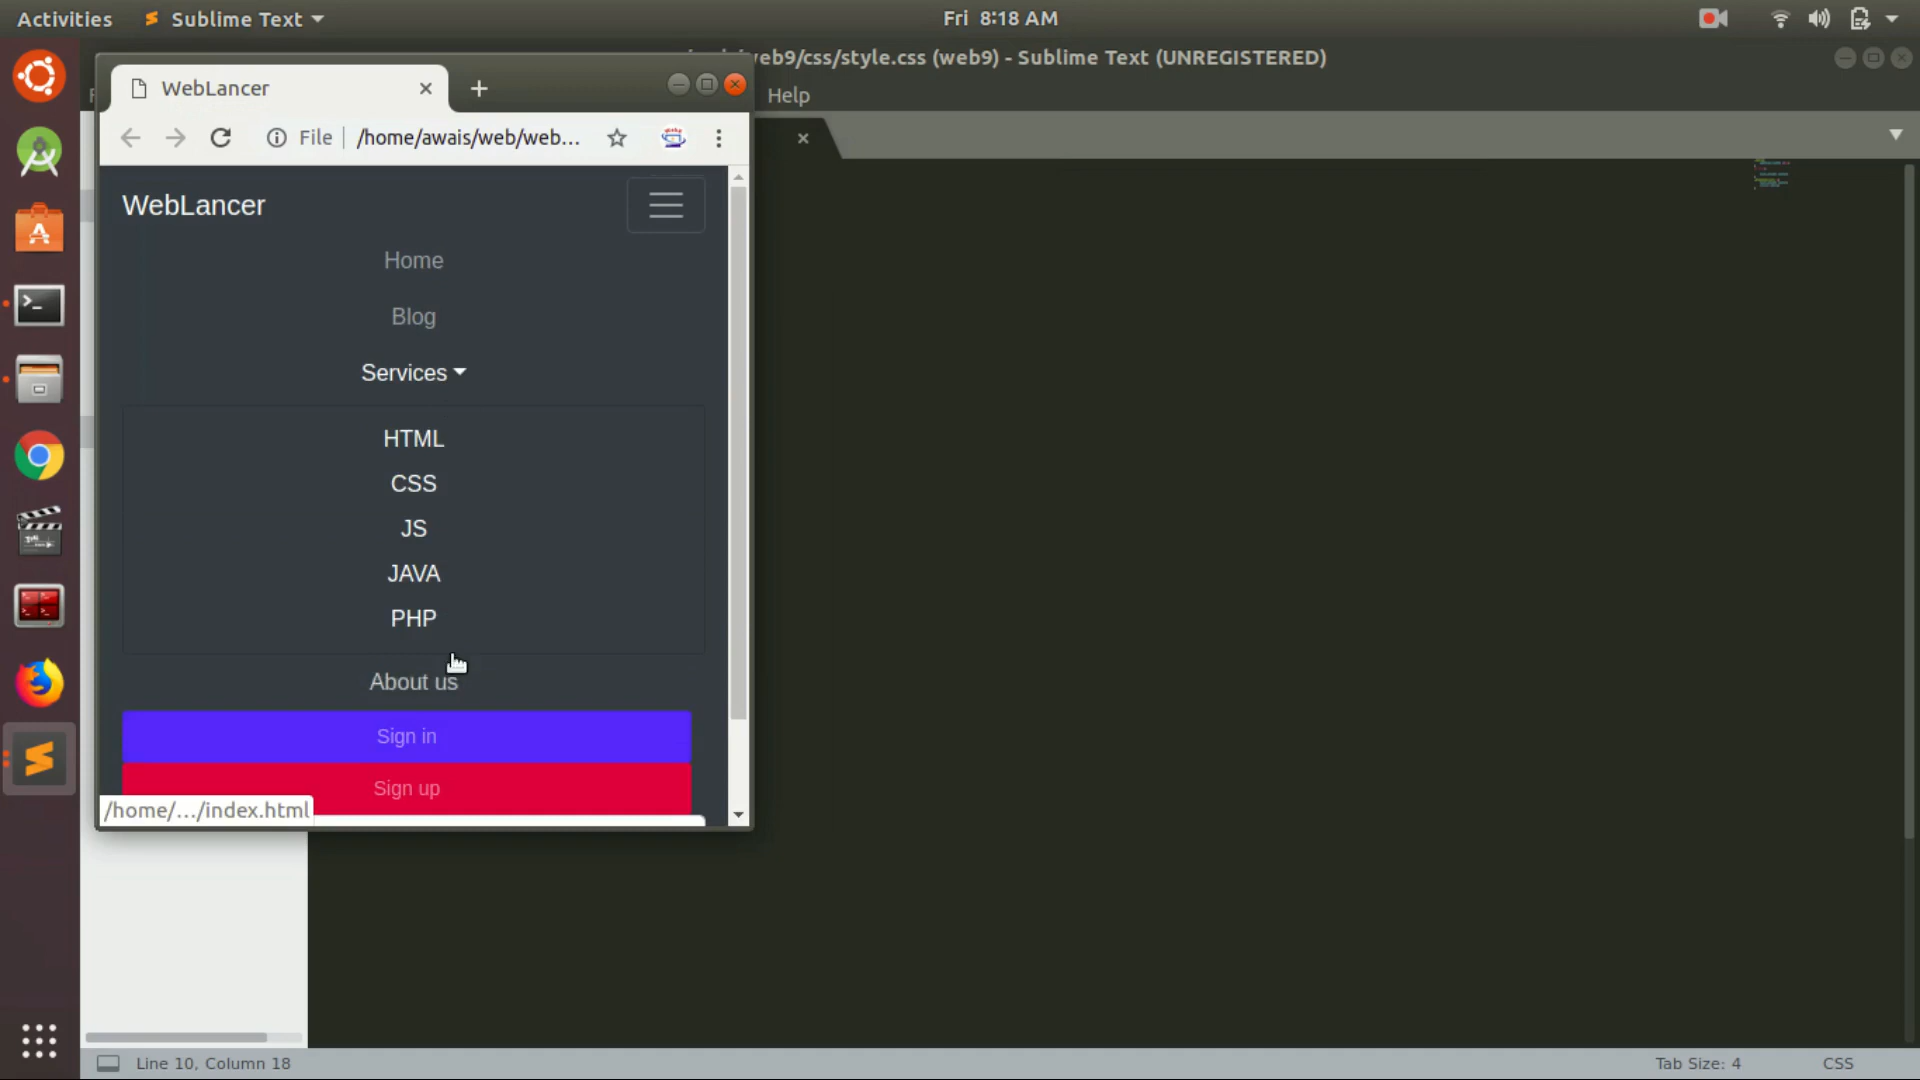 Activities
Sublime Text
Fri 8:18 AM
eb9/css/style.css (web9) - Sublime Text (UNREGISTERED)
Help
WebLancer
File
/home/awais/web/web...
WebLancer
Home
Blog
Services
HTML
CSS
JS
JAVA
PHP
About us
Sign in
Sign up
/home/.../index.html
Line 10, Column 18
Tab Size: 4
CSS